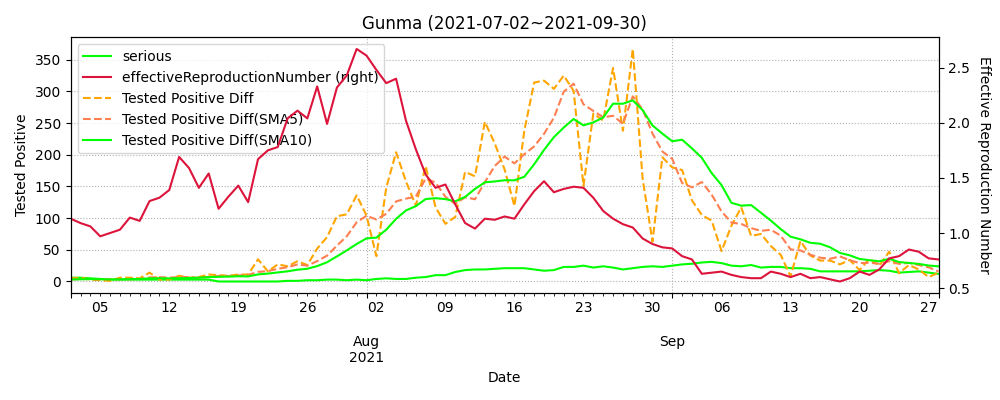 Gunma (2021-07-02~2021-09-30)
serious
effectiveReproductionNumber (right)
Tested Positive Diff
Tested Positive Diff(SMA5)
Tested Positive Diff(SMA10)
Tested Positive
350
300
250
200
150
100
50
0
Effective Reproduction Number
2.5
2.0
1.5
1.0
0.5
05 12 19 26 02 09 16 23 30 06 13 20 27
Aug Sep
2021
Date